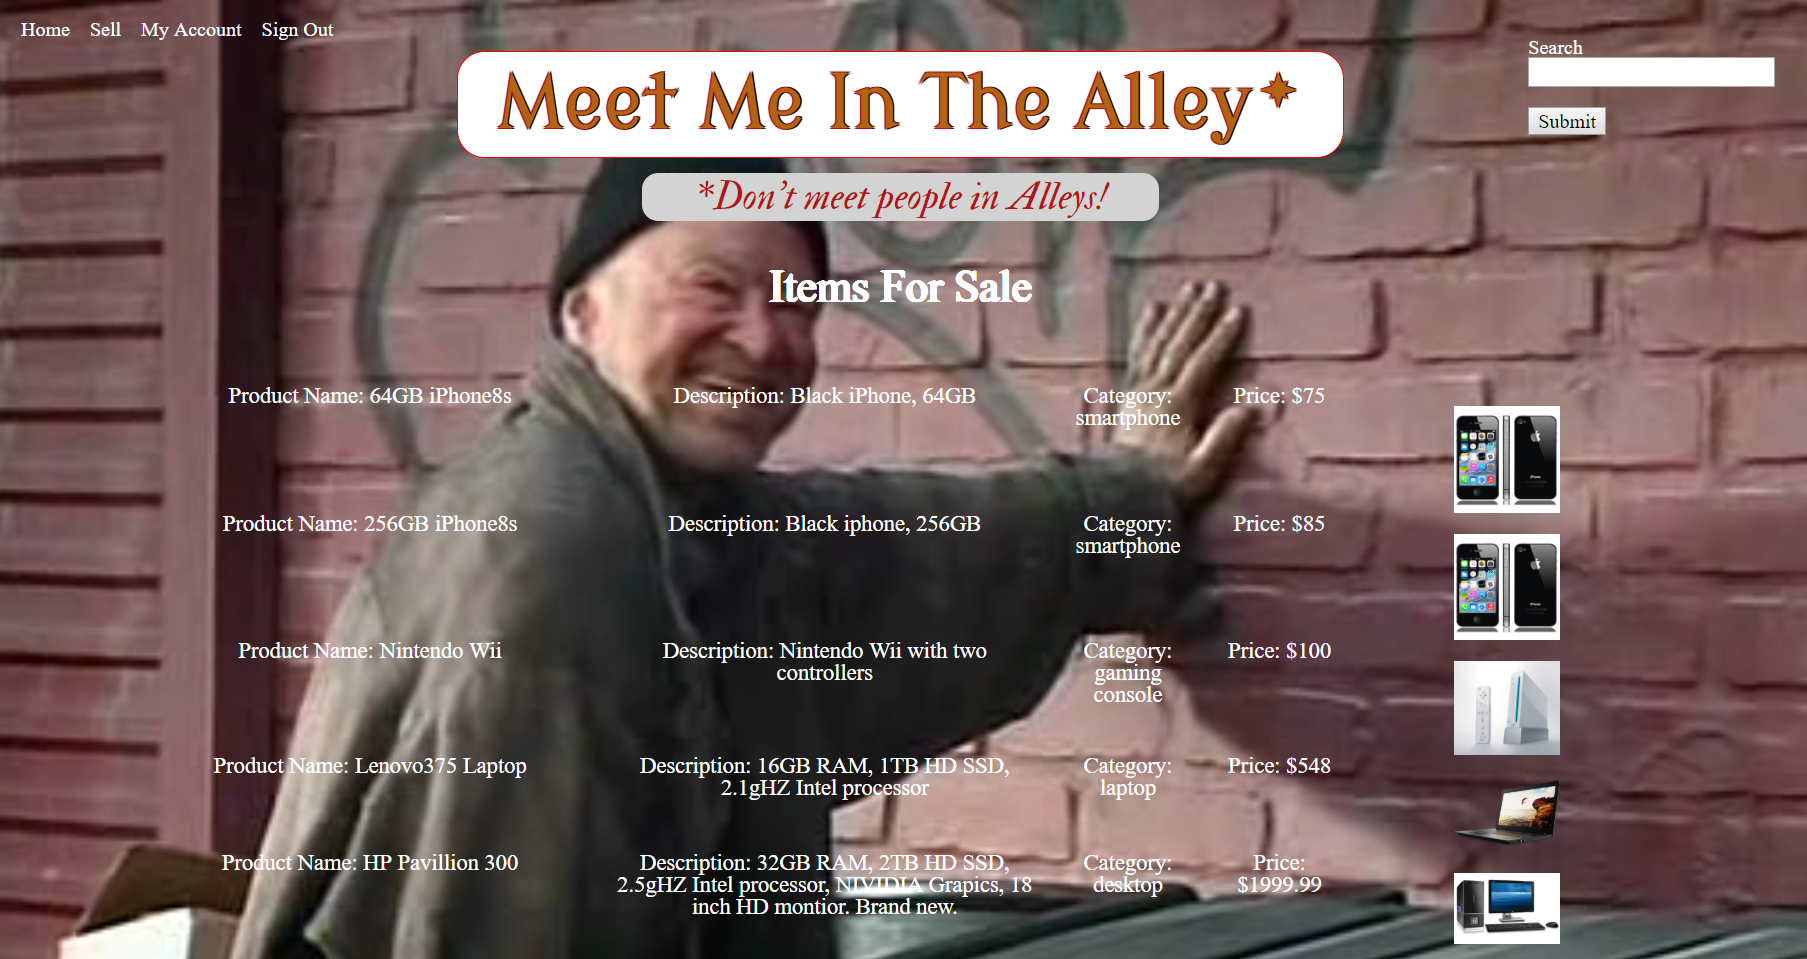 Home Sell My Account Sign Out
Search
Submit
Meet Me In The Alley*
*Don't meet people in Alleys!
Items For Sale
Product Name: 64GB iPhone8s
Description: Black iPhone, 64GB
Category:
smartphone
Price: $75
Product Name: 256GB iPhone8s
Description: Black iphone, 256GB
Category:
smartphone
Price: $85
Product Name: Nintendo Wii
Description: Nintendo Wii with two
controllers
Category:
gaming
console
Price: $100
Product Name: Lenovo375 Laptop
Description: 16GB RAM, 1TB HD SSD,
2.1gHZ Intel processor
Category:
laptop
Price: $548
Product Name: HP Pavillion 300
Description: 32GB RAM, 2TB HD SSD,
2.5gHZ Intel processor, NIVIDIA Grapics, 18
inch HD montior. Brand new.
Category:
desktop
Price:
$1999.99